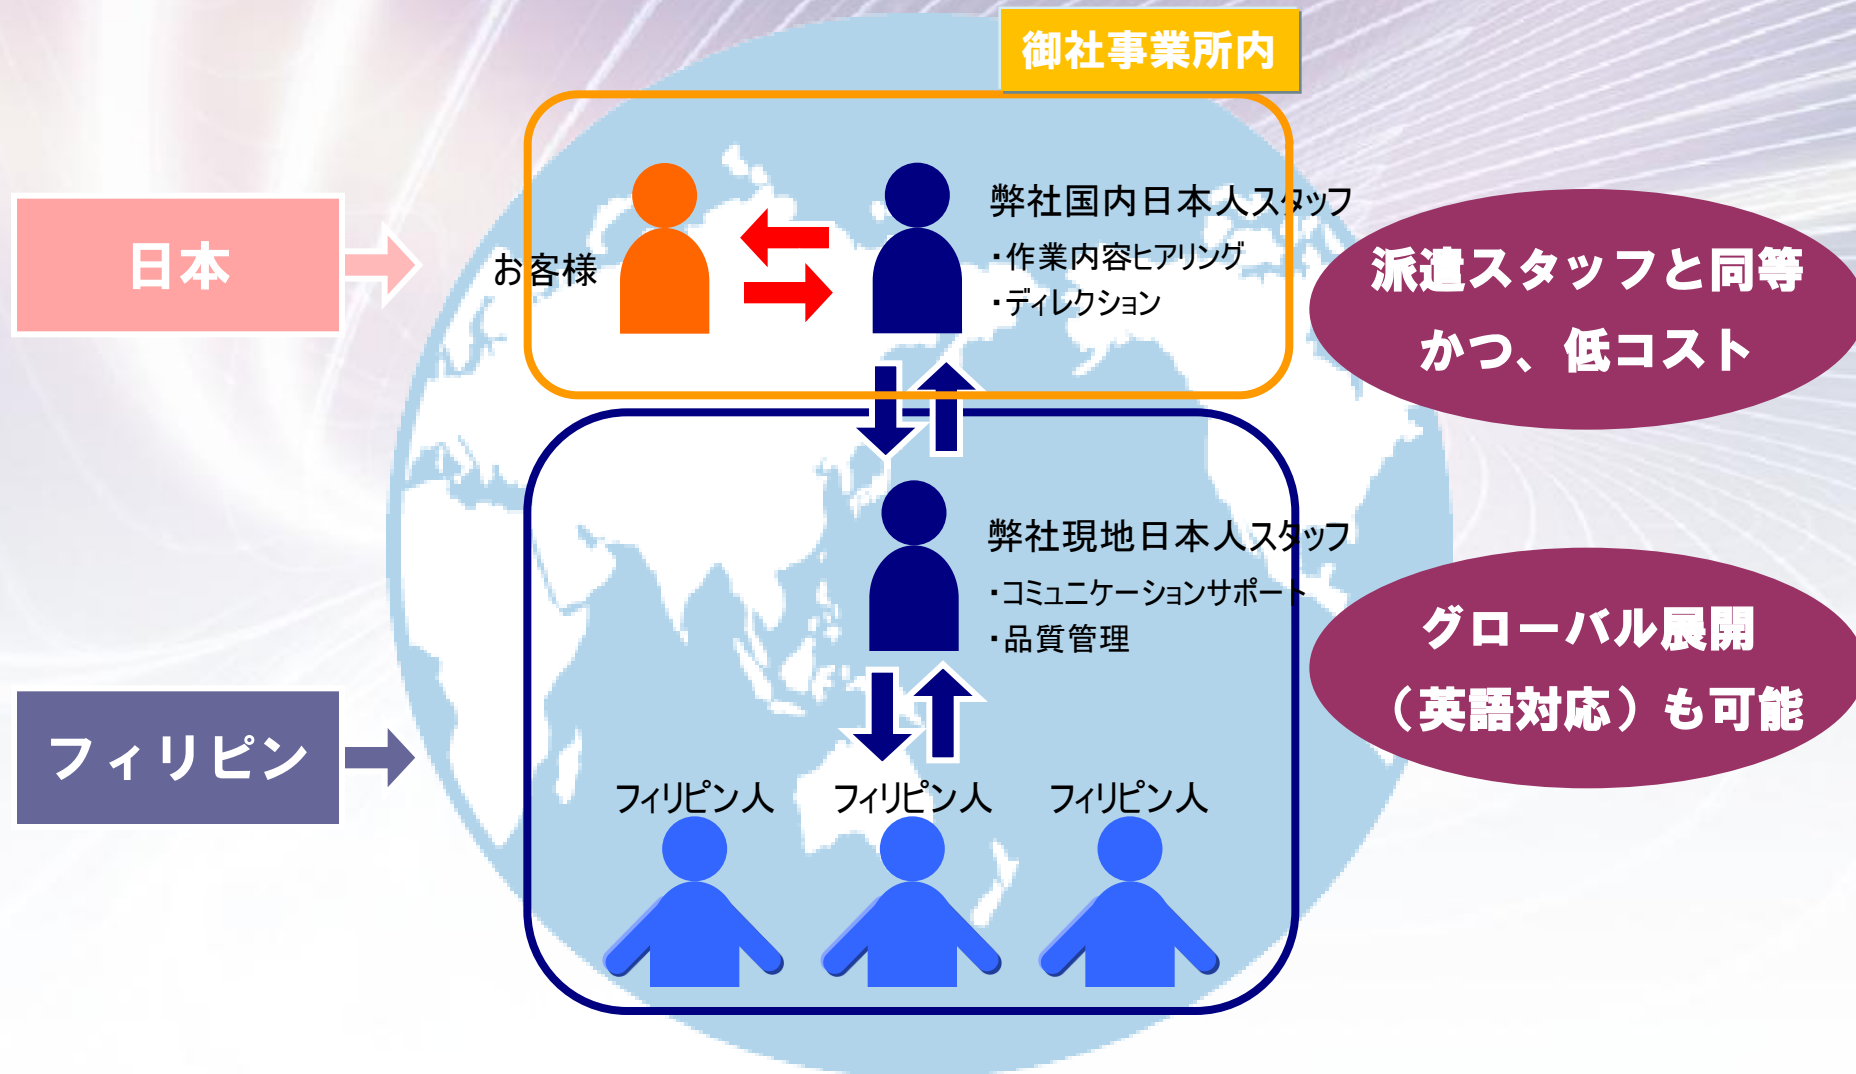 御社事業所内
日本
お客様
弊社国内日本人スタッフ
・作業内容ヒアリング
・ディレクション
派遣スタッフと同等
かつ、低コスト
弊社現地日本人スタッフ
・コミュニケーションサポート
・品質管理
グローバル展開
（英語対応）も可能
フィリピン
フィリピン人
フィリピン人
フィリピン人